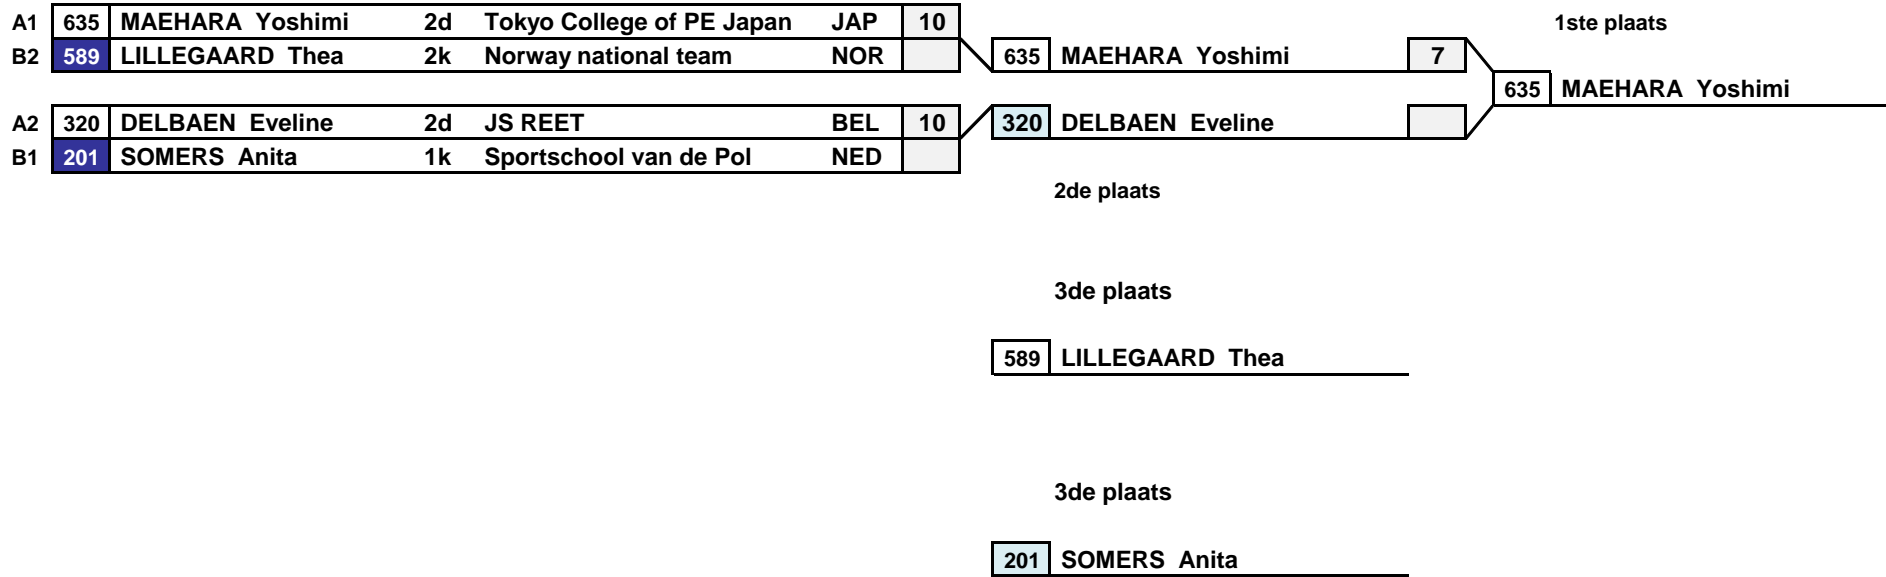 A1 635 MAEHARA Yoshimi 2d Tokyo College of PE Japan JAP 10
1ste plaats
B2 589 LILLEGAARD Thea 2k Norway national team NOR
635 MAEHARA Yoshimi 7
635 MAEHARA Yoshimi
A2 320 DELBAEN Eveline 2d JS REET BEL 10
320 DELBAEN Eveline
B1 201 SOMERS Anita 1k Sportschool van de Pol NED
2de plaats
3de plaats
589 LILLEGAARD Thea
3de plaats
201 SOMERS Anita